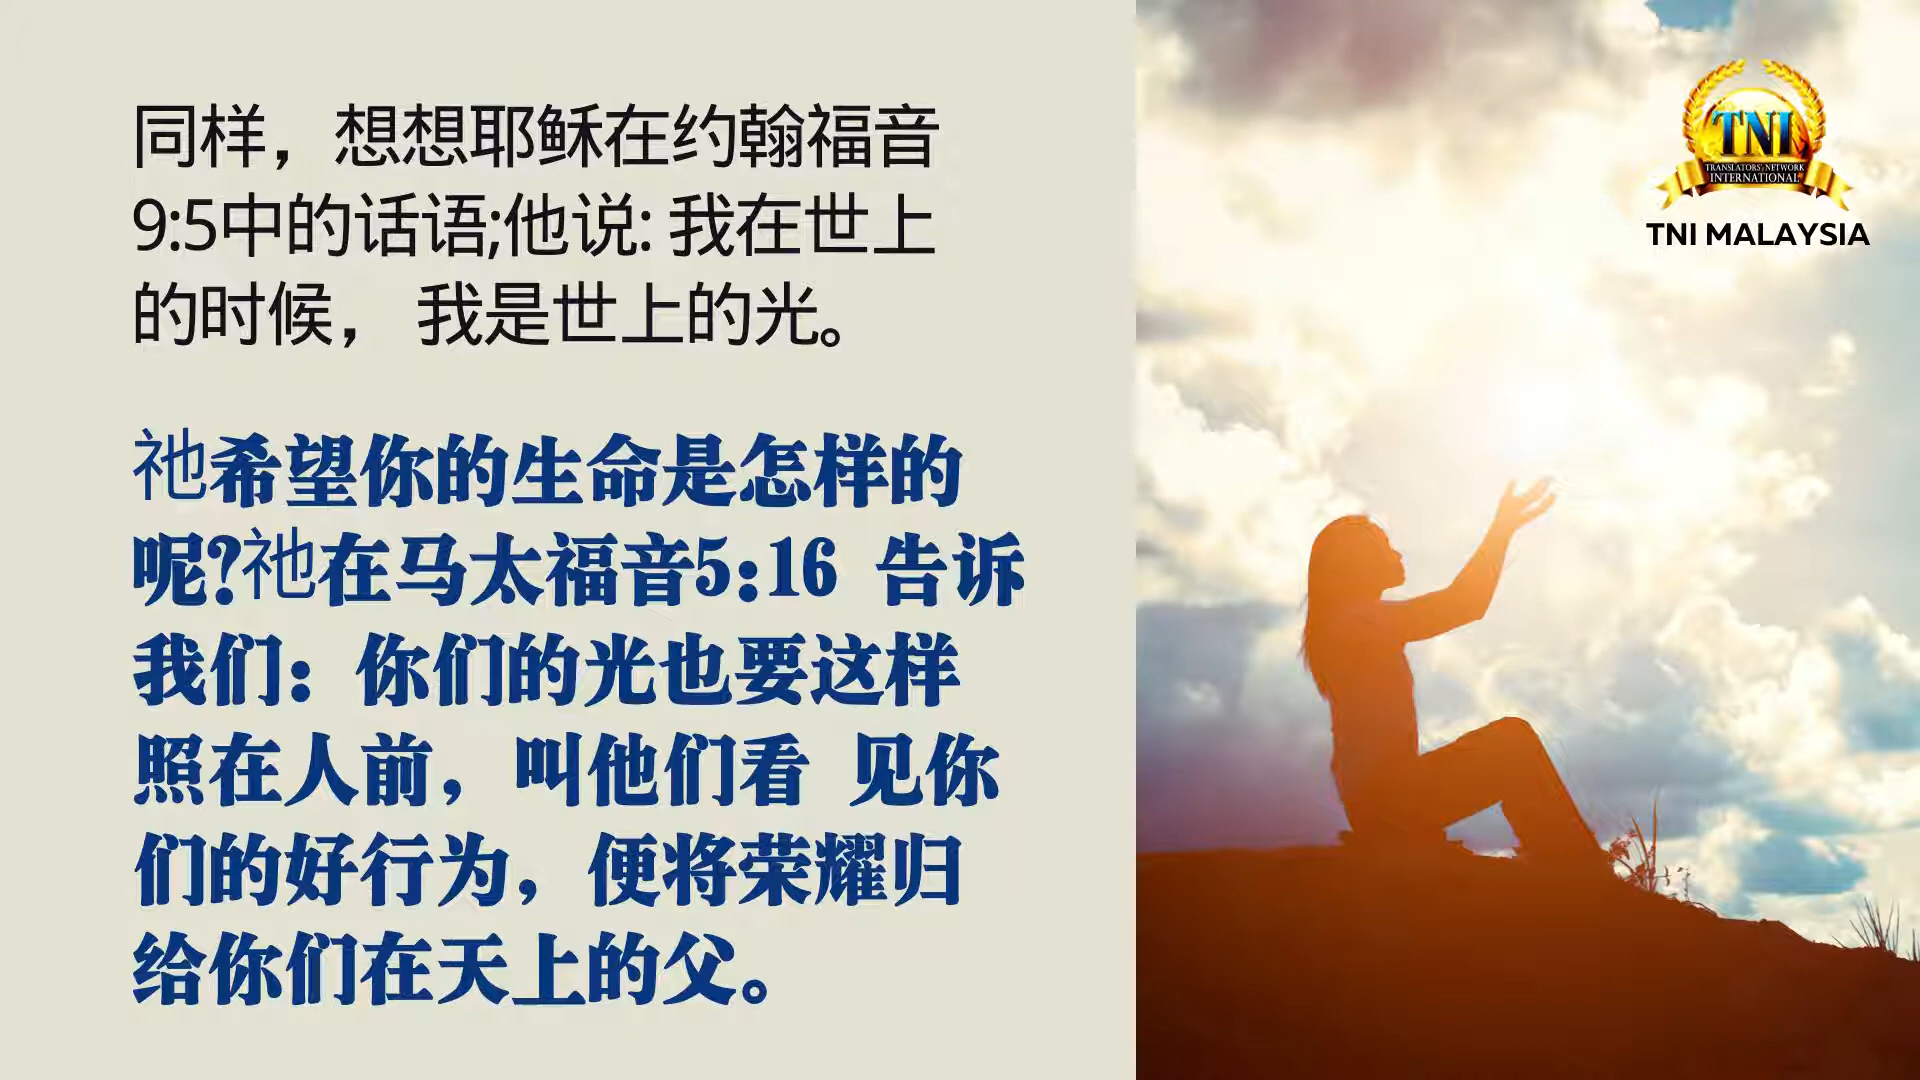 同样，想想耶稣在约翰福音
9:5中的话语;他说: 我在世上
的时候， 我是世上的光。
祂希望你的生命是怎样的
呢?祂在马太福音5:16 告诉
我们：你们的光也要这样
照在人前，叫他们看 见你
们的好行为，便将荣耀归
给你们在天上的父。
TNI
TRANSLATORS' NETWORK
INTERNATIONAL
TNI MALAYSIA